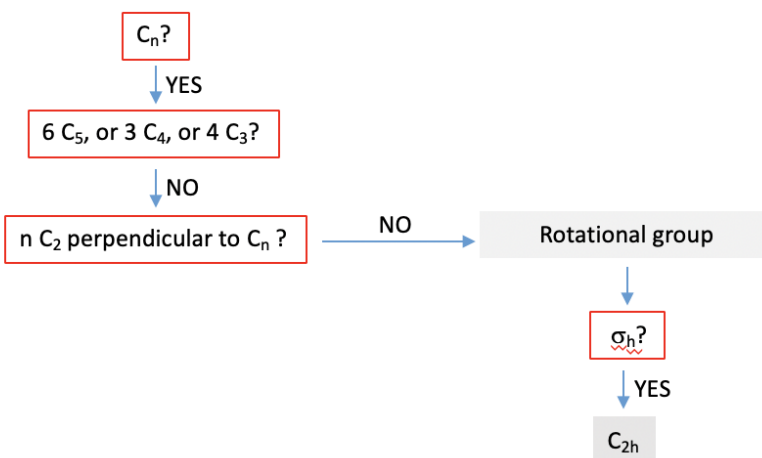 Cₙ?
YES
6 C₅, or 3 C₄, or 4 C₃?
NO
n C₂ perpendicular to Cₙ ?
NO
Rotational group
σₕ?
YES
C₂ₕ